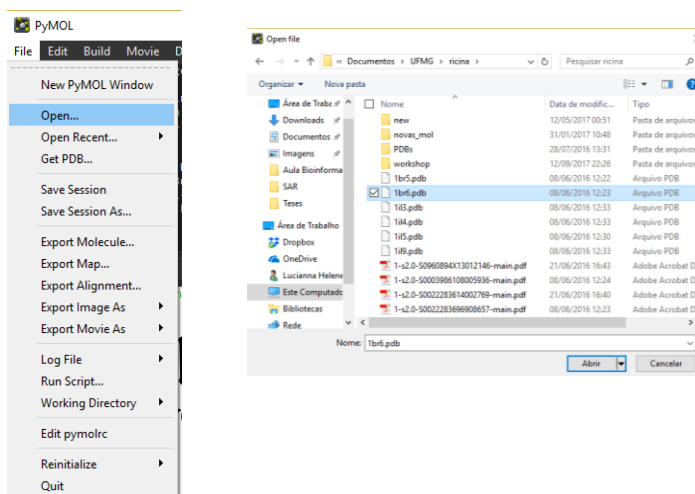 PyMOL
File Edit Build Movie D
New PyMOL Window
Open...
Open Recent...
Get PDB...
Save Session
Save Session As...
Export Molecule...
Export Map...
Export Alignment...
Export Image As
Export Movie As
Log File
Run Script...
Working Directory
Edit pymolrc
Reinitialize
Quit
Open file
« Documentos › UFMG › ricina ›
Pesquisar ricina
Organizar Nova pasta
Área de Traba
Downloads
Documentos
Imagens
Aula Bioinforma
SAR
Teses
Área de Trabalho
Dropbox
OneDrive
Lucianna Helene
Este Computado
Bibliotecas
Rede
Nome Data de modific... Tipo
new 12/05/2017 00:51 Pasta de arquivos
novas_mol 31/01/2017 10:48 Pasta de arquivos
PDBs 28/07/2016 13:31 Pasta de arquivos
workshop 12/09/2017 22:26 Pasta de arquivos
1br5.pdb 08/06/2016 12:22 Arquivo PDB
1br6.pdb 08/06/2016 12:23 Arquivo PDB
1il3.pdb 08/06/2016 12:33 Arquivo PDB
1il4.pdb 08/06/2016 12:33 Arquivo PDB
1il5.pdb 08/06/2016 12:30 Arquivo PDB
1il9.pdb 08/06/2016 12:33 Arquivo PDB
1-s2.0-S0960894X13012146-main.pdf 21/06/2016 16:43 Adobe Acrobat D
1-s2.0-S0003986108005936-main.pdf 08/06/2016 12:24 Adobe Acrobat D
1-s2.0-S0022283614002769-main.pdf 21/06/2016 16:40 Adobe Acrobat D
1-s2.0-S0022283696908657-main.pdf 08/06/2016 12:23 Adobe Acrobat D
Nome: 1br6.pdb
Abrir Cancelar